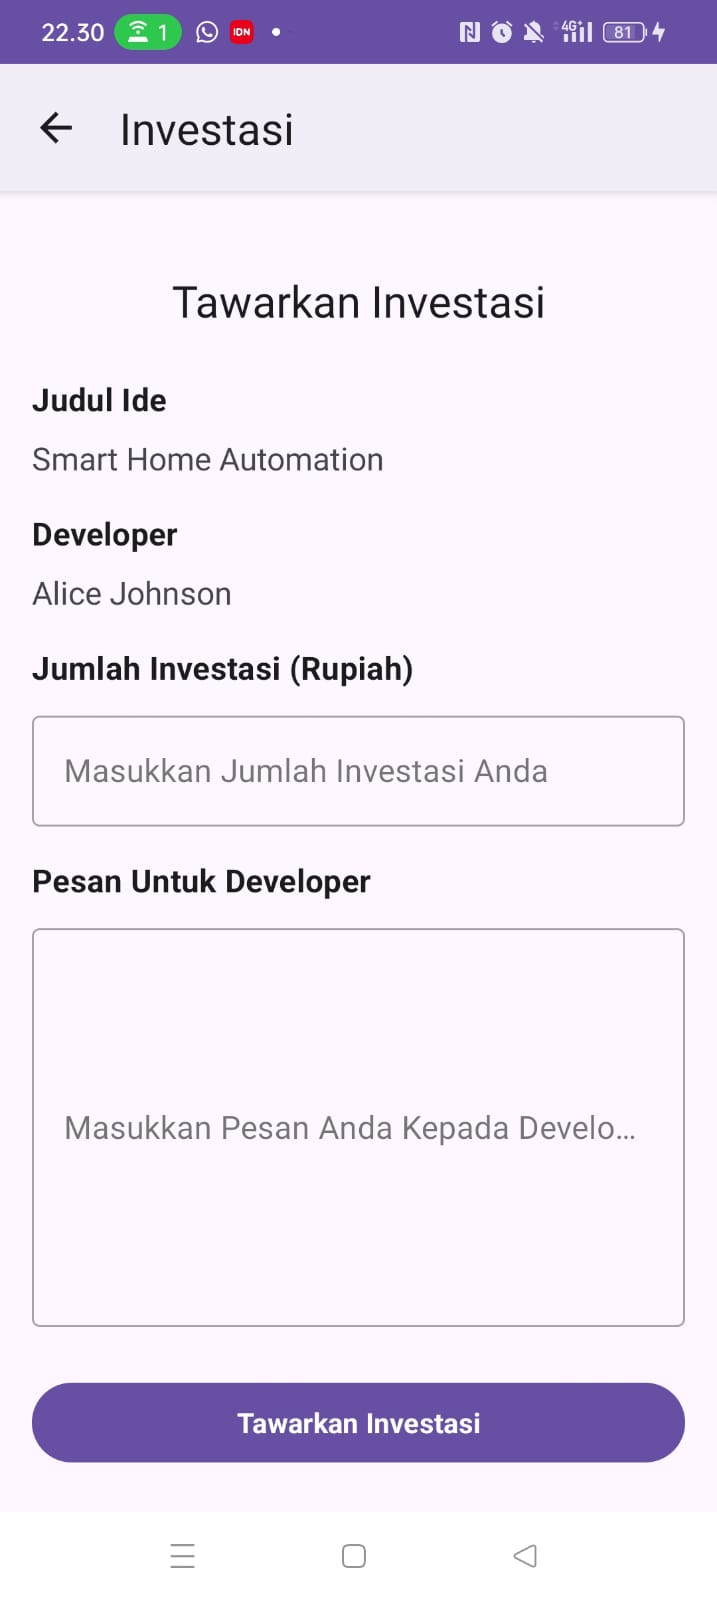 22.30 1 IDN 4G+ 81
Investasi
Tawarkan Investasi
Judul Ide
Smart Home Automation
Developer
Alice Johnson
Jumlah Investasi (Rupiah)
Masukkan Jumlah Investasi Anda
Pesan Untuk Developer
Masukkan Pesan Anda Kepada Develo...
Tawarkan Investasi